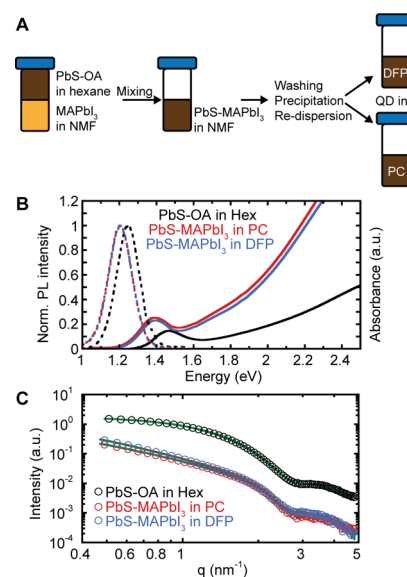 A
PbS-OA
in hexane
MAPbI3
in NMF
Mixing
PbS-MAPbI3
in NMF
Washing
Precipitation
Re-dispersion
DFP
QD in
PC
B
Norm. PL intensity
1.2
1
0.8
0.6
0.4
0.2
0
PbS-OA in Hex
PbS-MAPbI3 in PC
PbS-MAPbI3 in DFP
Absorbance (a.u.)
1 1.2 1.4 1.6 1.8 2 2.2 2.4
Energy (eV)
C
Intensity (a.u.)
10^1
10^0
10^-1
10^-2
10^-3
10^-4
PbS-OA in Hex
PbS-MAPbI3 in PC
PbS-MAPbI3 in DFP
0.4 0.6 0.8 1 3 5
q (nm^-1)